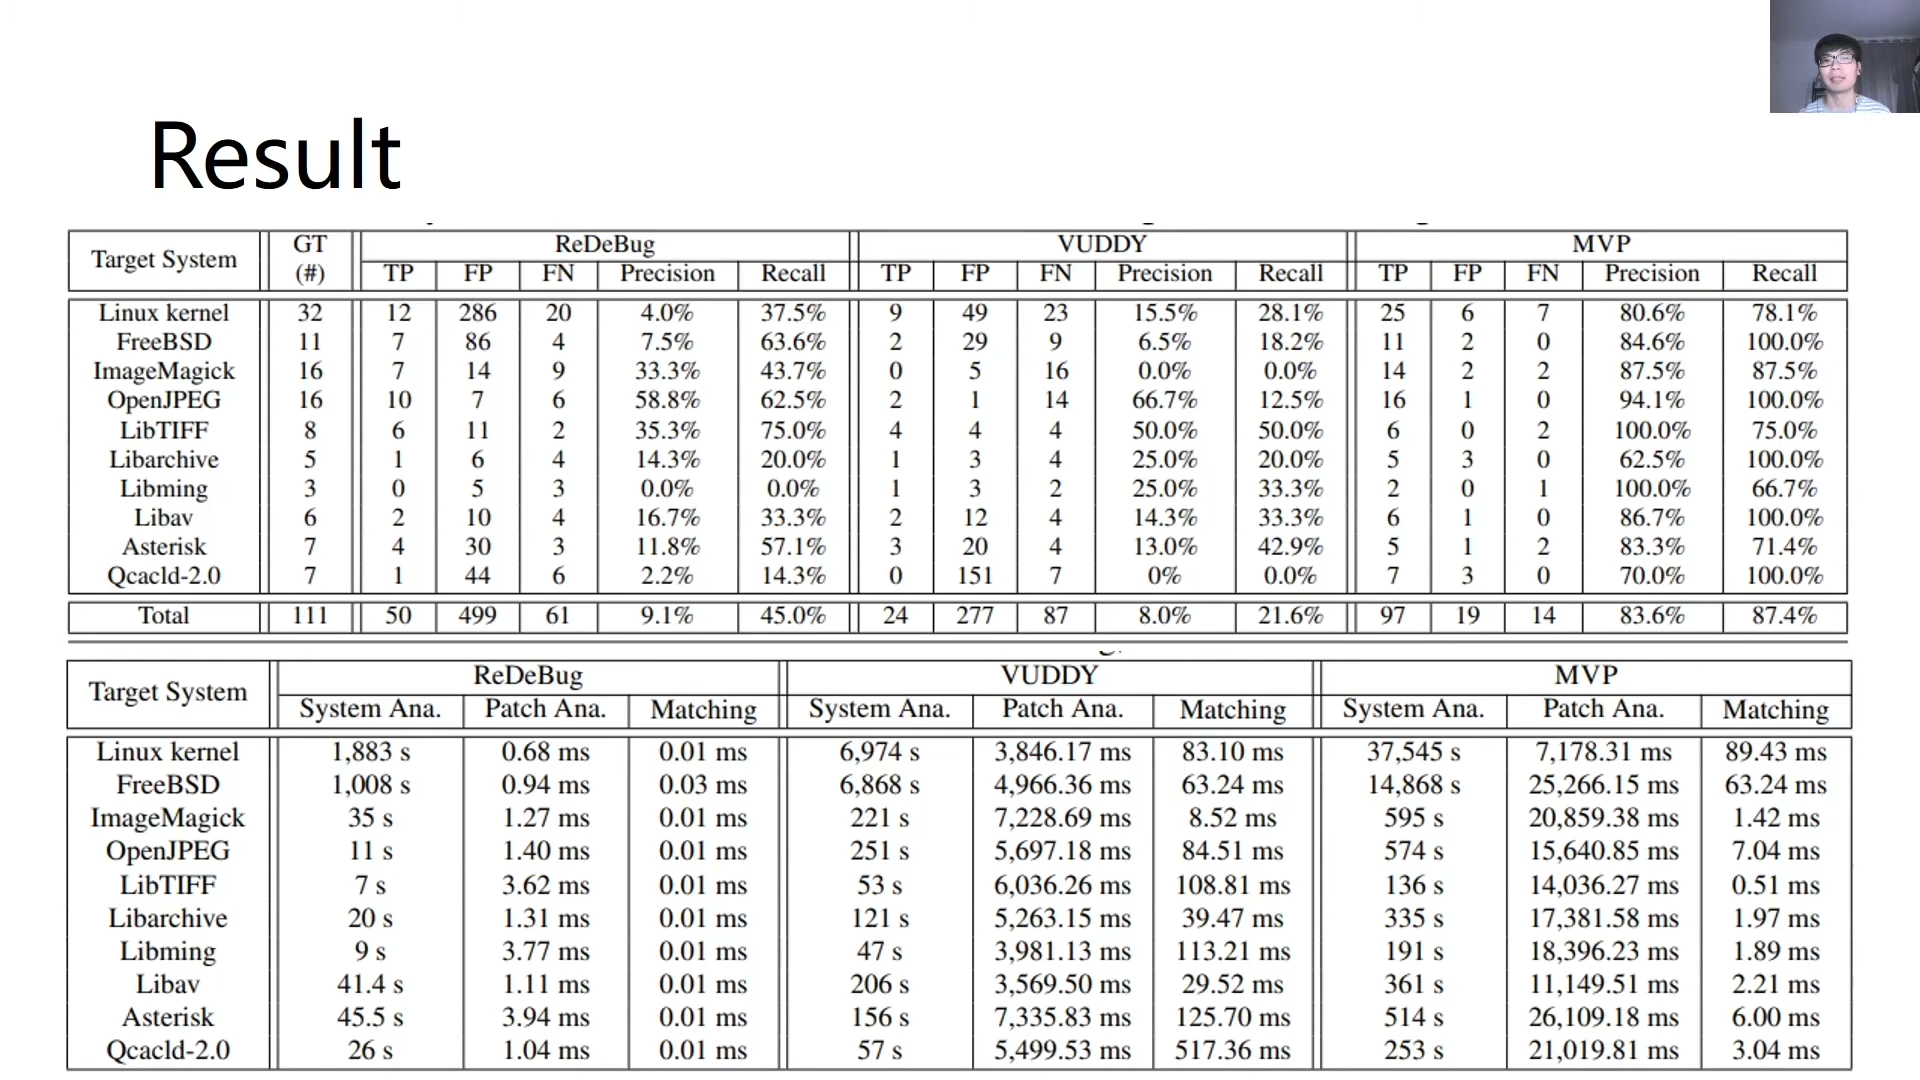 Result
Target System GT (#) ReDeBug VUDDY MVP
TP FP FN Precision Recall TP FP FN Precision Recall TP FP FN Precision Recall
Linux kernel 32 12 286 20 4.0% 37.5% 9 49 23 15.5% 28.1% 25 6 7 80.6% 78.1%
FreeBSD 11 7 86 4 7.5% 63.6% 2 29 9 6.5% 18.2% 11 2 0 84.6% 100.0%
ImageMagick 16 7 14 9 33.3% 43.7% 0 5 16 0.0% 0.0% 14 2 2 87.5% 87.5%
OpenJPEG 16 10 7 6 58.8% 62.5% 2 1 14 66.7% 12.5% 16 1 0 94.1% 100.0%
LibTIFF 8 6 11 2 35.3% 75.0% 4 4 4 50.0% 50.0% 6 0 2 100.0% 75.0%
Libarchive 5 1 6 4 14.3% 20.0% 1 3 4 25.0% 20.0% 5 3 0 62.5% 100.0%
Libming 3 0 5 3 0.0% 0.0% 1 3 2 25.0% 33.3% 2 0 1 100.0% 66.7%
Libav 6 2 10 4 16.7% 33.3% 2 12 4 14.3% 33.3% 6 1 0 86.7% 100.0%
Asterisk 7 4 30 3 11.8% 57.1% 3 20 4 13.0% 42.9% 5 1 2 83.3% 71.4%
Qcacld-2.0 7 1 44 6 2.2% 14.3% 0 151 7 0% 0.0% 7 3 0 70.0% 100.0%
Total 111 50 499 61 9.1% 45.0% 24 277 87 8.0% 21.6% 97 19 14 83.6% 87.4%
Target System ReDeBug VUDDY MVP
System Ana. Patch Ana. Matching System Ana. Patch Ana. Matching System Ana. Patch Ana. Matching
Linux kernel 1,883 s 0.68 ms 0.01 ms 6,974 s 3,846.17 ms 83.10 ms 37,545 s 7,178.31 ms 89.43 ms
FreeBSD 1,008 s 0.94 ms 0.03 ms 6,868 s 4,966.36 ms 63.24 ms 14,868 s 25,266.15 ms 63.24 ms
ImageMagick 35 s 1.27 ms 0.01 ms 221 s 7,228.69 ms 8.52 ms 595 s 20,859.38 ms 1.42 ms
OpenJPEG 11 s 1.40 ms 0.01 ms 251 s 5,697.18 ms 84.51 ms 574 s 15,640.85 ms 7.04 ms
LibTIFF 7 s 3.62 ms 0.01 ms 53 s 6,036.26 ms 108.81 ms 136 s 14,036.27 ms 0.51 ms
Libarchive 20 s 1.31 ms 0.01 ms 121 s 5,263.15 ms 39.47 ms 335 s 17,381.58 ms 1.97 ms
Libming 9 s 3.77 ms 0.01 ms 47 s 3,981.13 ms 113.21 ms 191 s 18,396.23 ms 1.89 ms
Libav 41.4 s 1.11 ms 0.01 ms 206 s 3,569.50 ms 29.52 ms 361 s 11,149.51 ms 2.21 ms
Asterisk 45.5 s 3.94 ms 0.01 ms 156 s 7,335.83 ms 125.70 ms 514 s 26,109.18 ms 6.00 ms
Qcacld-2.0 26 s 1.04 ms 0.01 ms 57 s 5,499.53 ms 517.36 ms 253 s 21,019.81 ms 3.04 ms